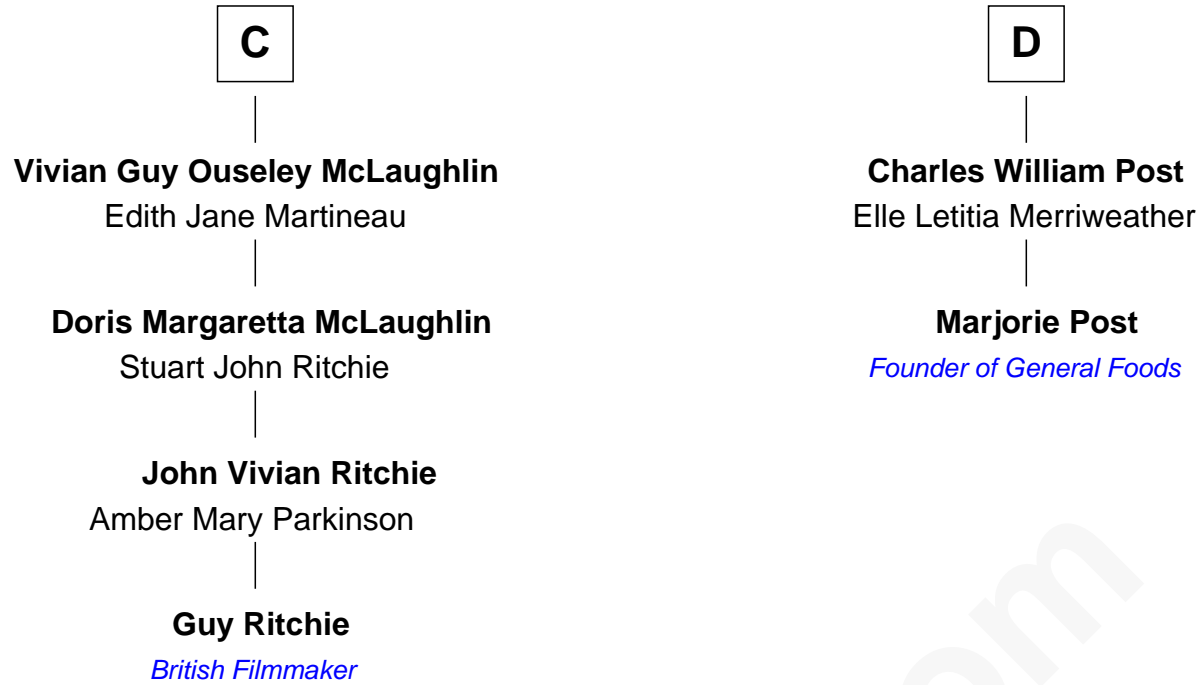 C
Vivian Guy Ouseley McLaughlin
Edith Jane Martineau
Doris Margaretta McLaughlin
Stuart John Ritchie
John Vivian Ritchie
Amber Mary Parkinson
Guy Ritchie
British Filmmaker
D
Charles William Post
Elle Letitia Merriweather
Marjorie Post
Founder of General Foods
om